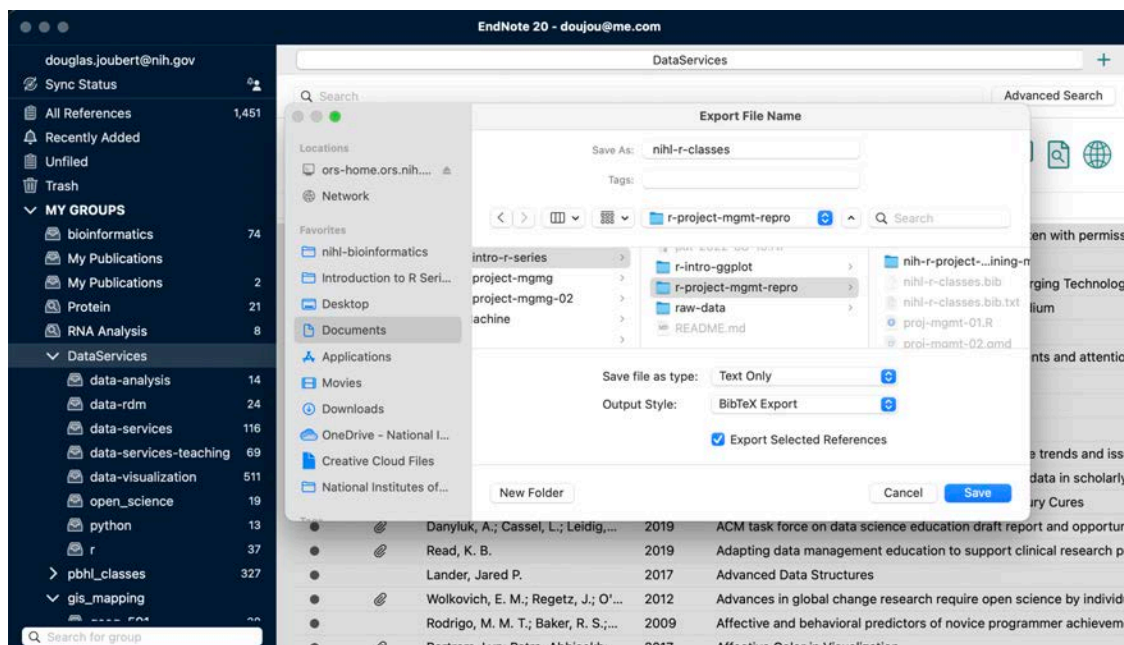 EndNote 20 - doujou@me.com
douglas.joubert@nih.gov
Sync Status
All References 1,451
Recently Added
Unfiled
Trash
MY GROUPS
bioinformatics 74
My Publications
My Publications 2
Protein 21
RNA Analysis 8
DataServices
data-analysis 14
data-rdm 24
data-services 116
data-services-teaching 69
data-visualization 511
open_science 19
python 13
r 37
pbhl_classes 327
gis_mapping
Search for group
DataServices
Search
Advanced Search
Export File Name
Locations
ors-home.ors.nih....
Network
Favorites
nihl-bioinformatics
Introduction to R Seri...
Desktop
Documents
Applications
Movies
Downloads
OneDrive - National I...
Creative Cloud Files
National Institutes of...
Save As: nihl-r-classes
Tags:
r-project-mgmt-repro
Search
intro-r-series
project-mgmg
project-mgmg-02
achine
r-intro-ggplot
r-project-mgmt-repro
raw-data
README.md
nih-r-project-...ining-m
nihl-r-classes.bib
nihl-r-classes.bib.txt
proj-mgmt-01.R
proj-mgmt-02.qmd
Save file as type: Text Only
Output Style: BibTeX Export
Export Selected References
New Folder
Cancel
Save
en with permiss
rging Technolog
lium
nts and attentio
e trends and iss
data in scholarly
ury Cures
Danyluk, A.; Cassel, L.; Leidig,... 2019 ACM task force on data science education draft report and opportun
Read, K. B. 2019 Adapting data management education to support clinical research p
Lander, Jared P. 2017 Advanced Data Structures
Wolkovich, E. M.; Regetz, J.; O'... 2012 Advances in global change research require open science by individu
Rodrigo, M. M. T.; Baker, R. S.;... 2009 Affective and behavioral predictors of novice programmer achievem